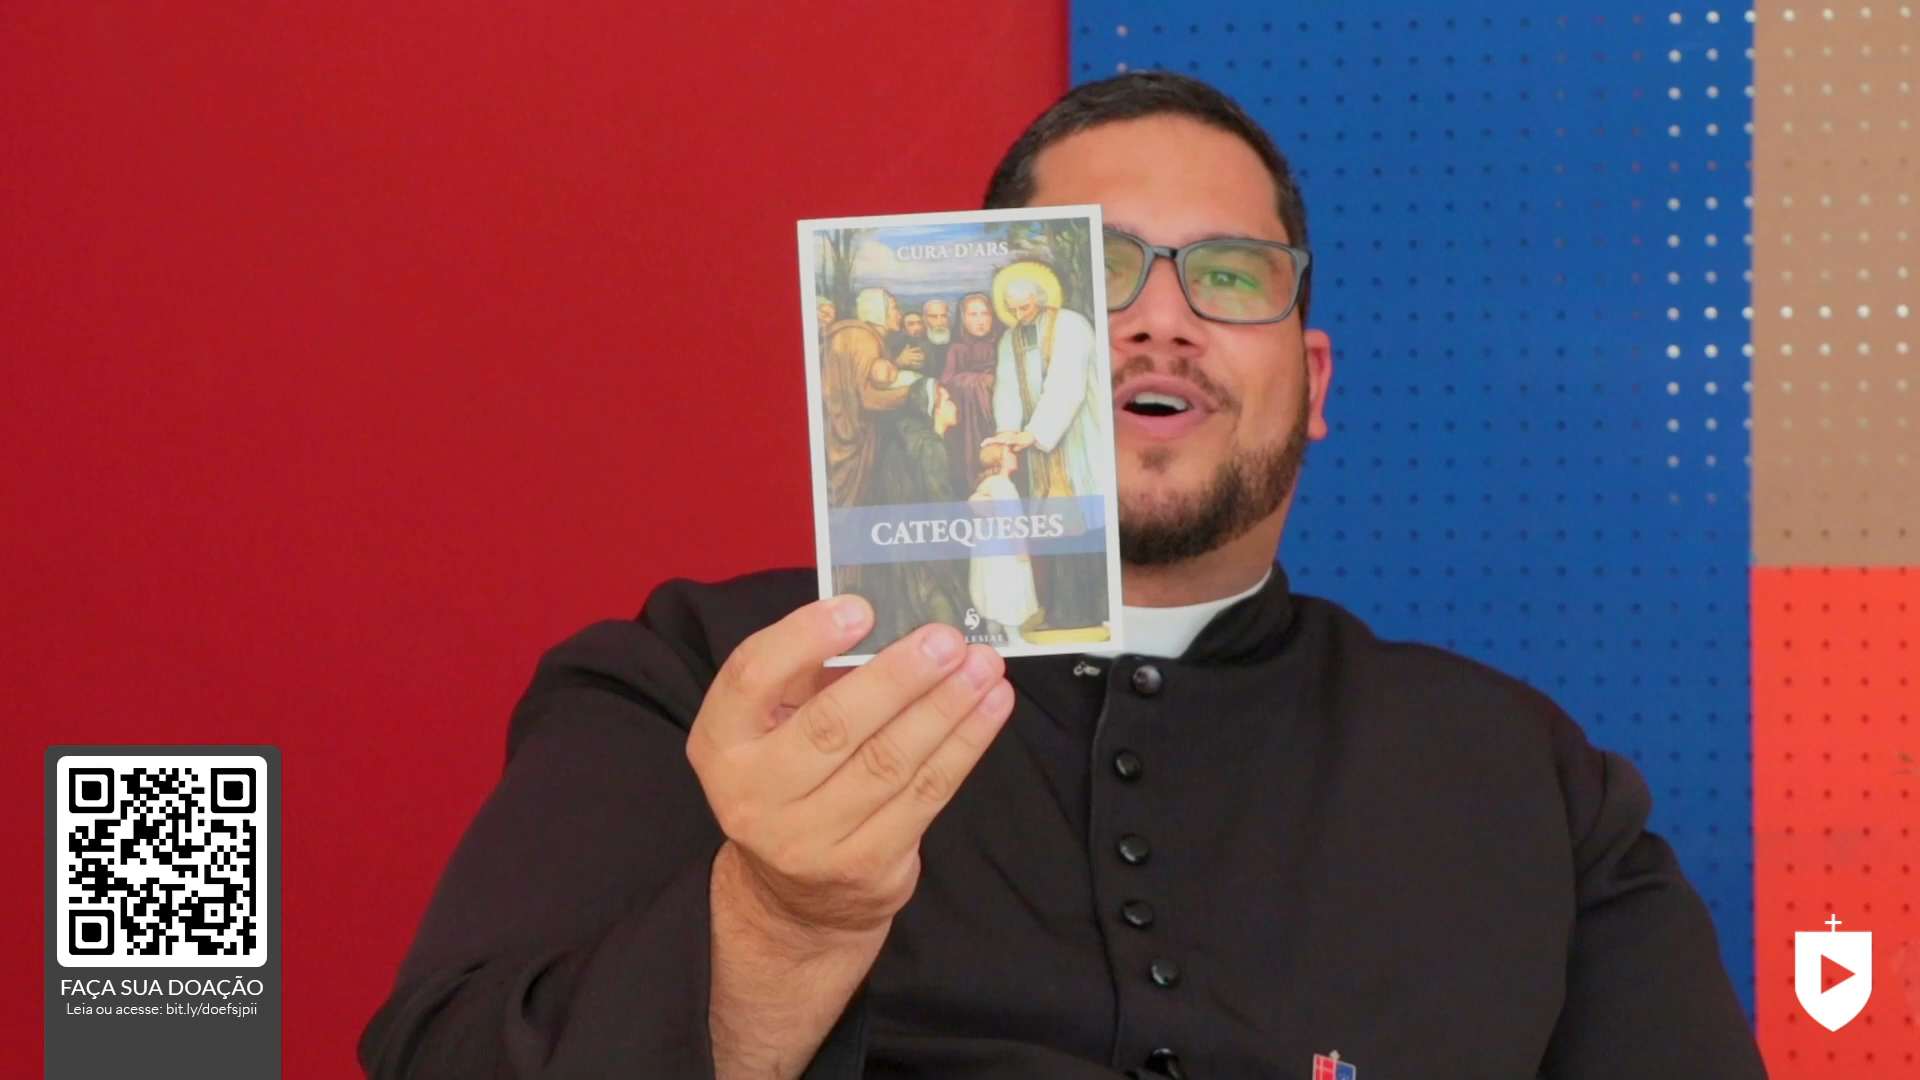 CURA D'ARS
CATEQUESES
FAÇA SUA DOAÇÃO
Leia ou acesse: bit.ly/doefsjpii